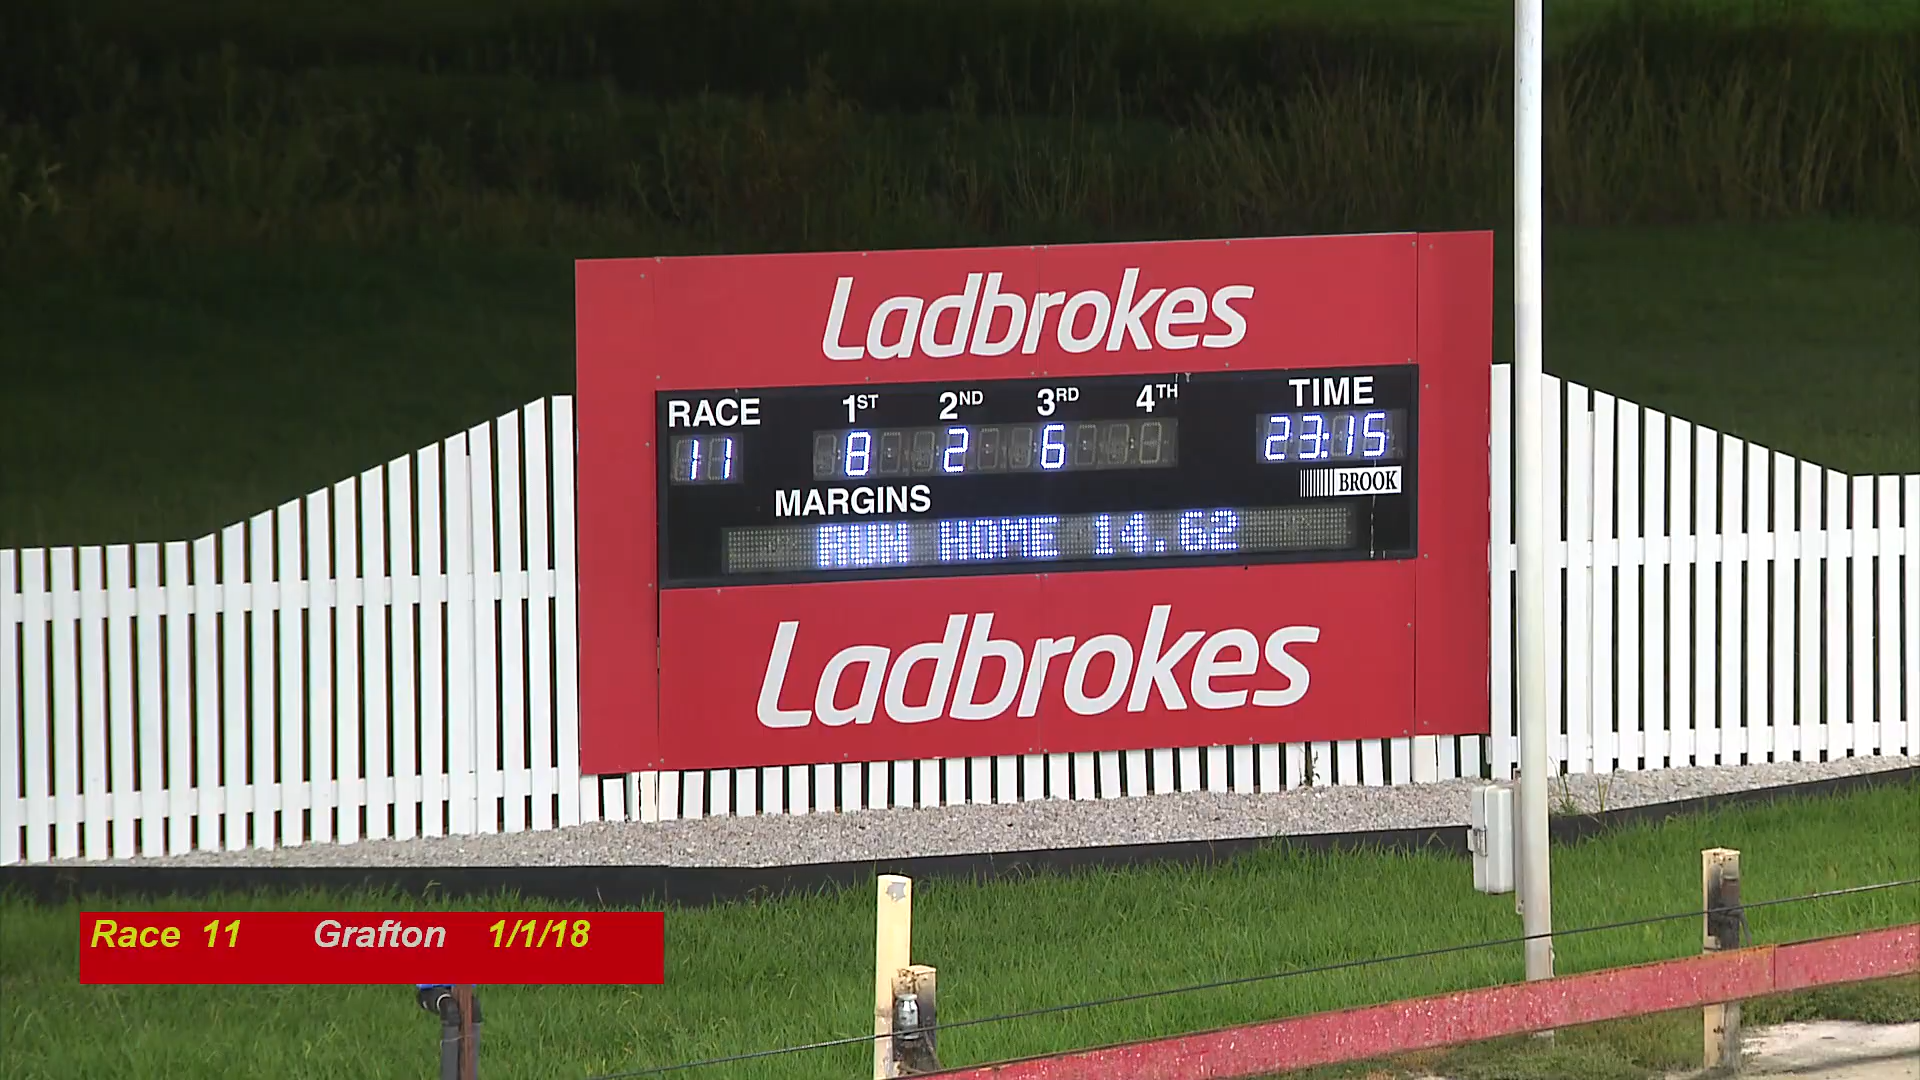 Ladbrokes
RACE 1ST 2ND 3RD 4TH TIME
11 8 2 6 23:15
BROOK
MARGINS
RUN HOME 14.62
Ladbrokes
Race 11 Grafton 1/1/18